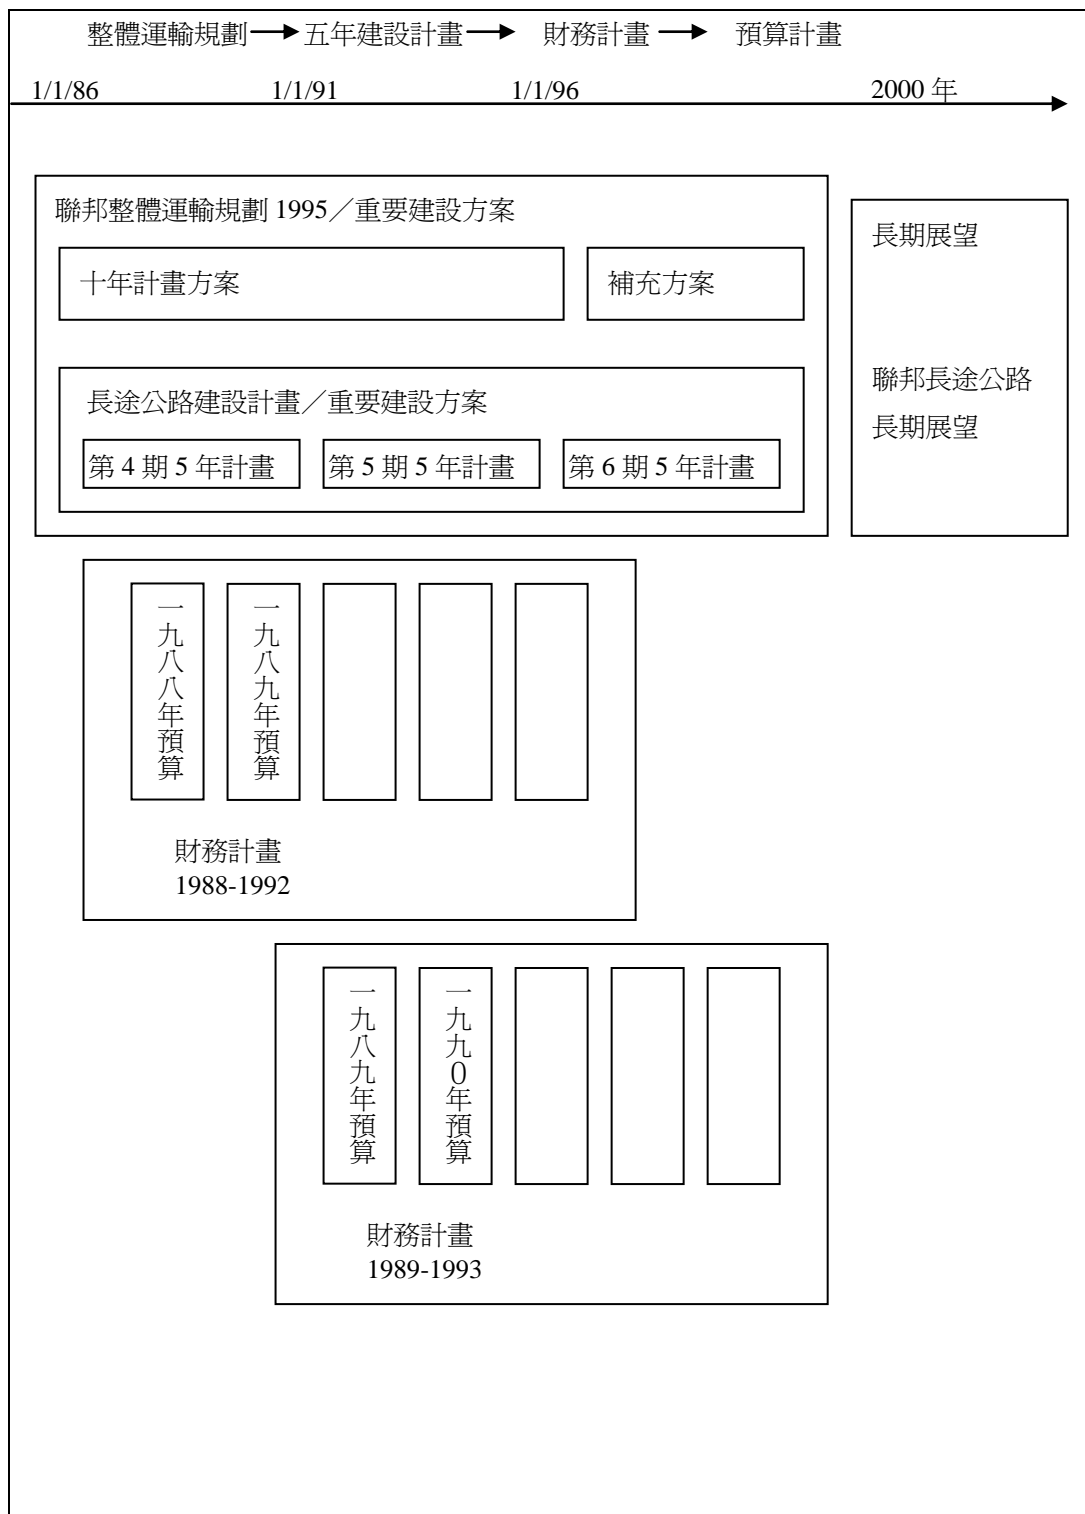 整體運輸規劃 五年建設計畫 財務計畫 預算計畫
1/1/86 1/1/91 1/1/96 2000 年
聯邦整體運輸規劃 1995／重要建設方案
十年計畫方案
補充方案
長途公路建設計畫／重要建設方案
第 4 期 5 年計畫
第 5 期 5 年計畫
第 6 期 5 年計畫
長期展望
聯邦長途公路
長期展望
一九八八年預算
一九八九年預算
財務計畫
1988-1992
一九八九年預算
一九九0年預算
財務計畫
1989-1993